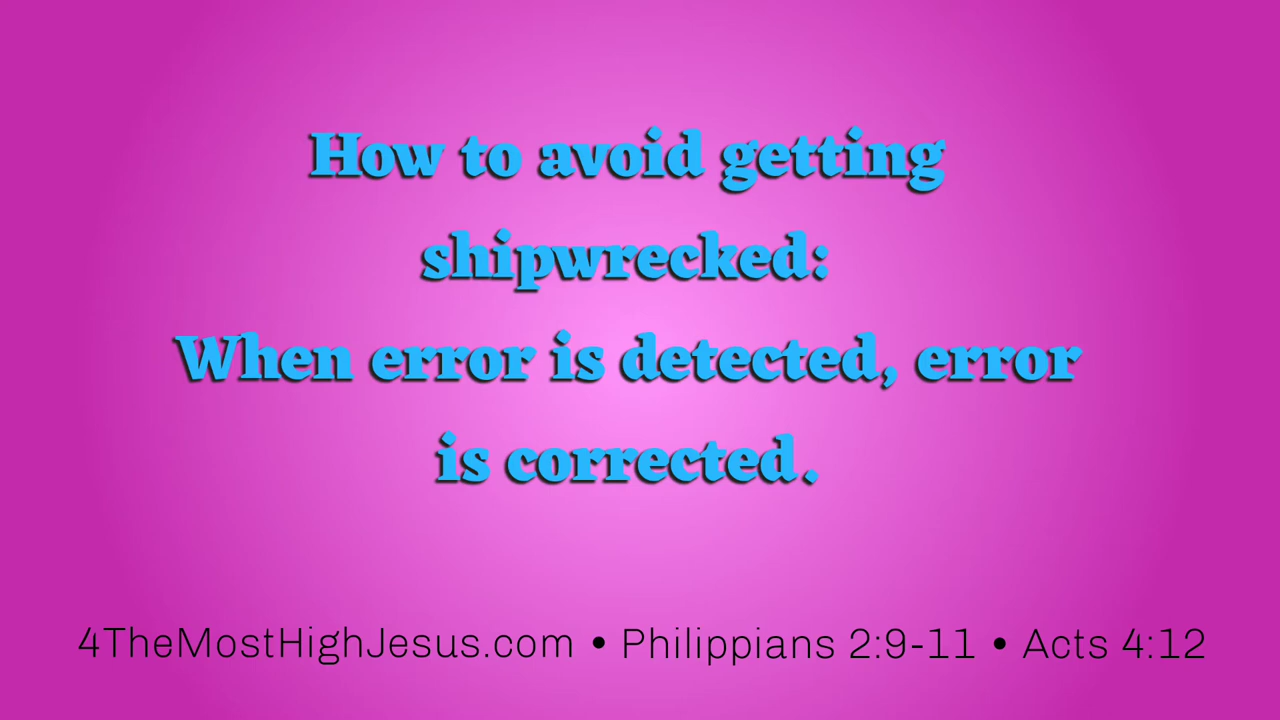 How to avoid getting
shipwrecked:
When error is detected, error
is corrected.
4TheMostHighJesus.com • Philippians 2:9-11 • Acts 4:12